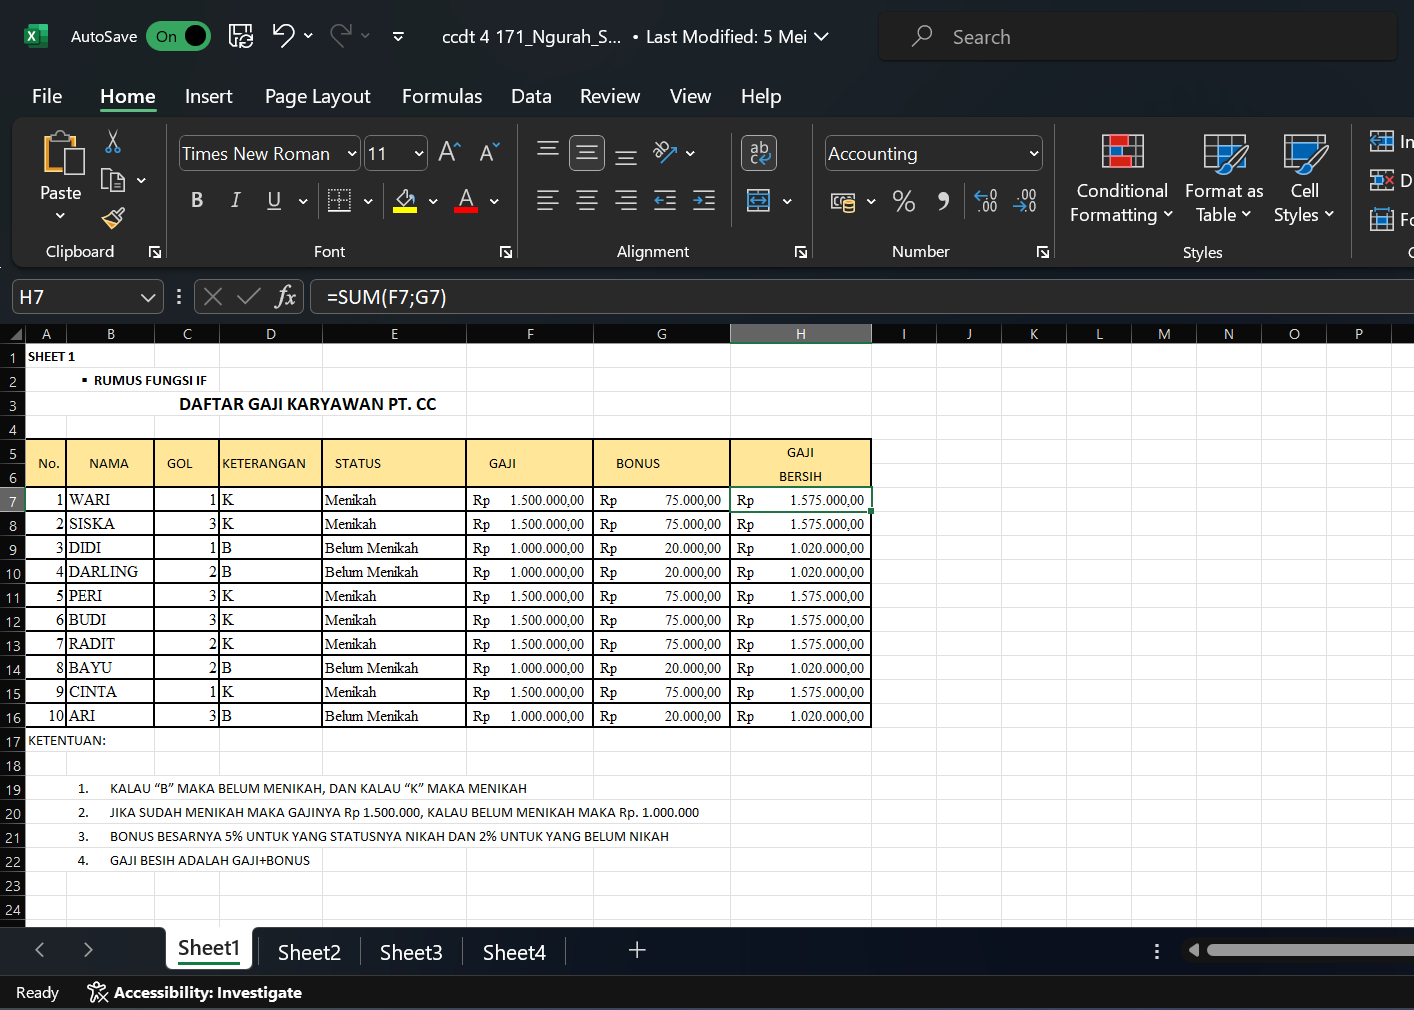 AutoSave On ccdt 4 171_Ngurah_S... • Last Modified: 5 Mei Search
File Home Insert Page Layout Formulas Data Review View Help
Paste Times New Roman 11 Accounting Conditional Formatting Format as Table Cell Styles
Clipboard Font Alignment Number Styles
H7 fx =SUM(F7;G7)
A B C D E F G H I J K L M N O P
1 SHEET 1
2 ▪ RUMUS FUNGSI IF
3 DAFTAR GAJI KARYAWAN PT. CC
4
5 No. NAMA GOL KETERANGAN STATUS GAJI BONUS GAJI
6 BERSIH
7 1 WARI 1 K Menikah Rp 1.500.000,00 Rp 75.000,00 Rp 1.575.000,00
8 2 SISKA 3 K Menikah Rp 1.500.000,00 Rp 75.000,00 Rp 1.575.000,00
9 3 DIDI 1 B Belum Menikah Rp 1.000.000,00 Rp 20.000,00 Rp 1.020.000,00
10 4 DARLING 2 B Belum Menikah Rp 1.000.000,00 Rp 20.000,00 Rp 1.020.000,00
11 5 PERI 3 K Menikah Rp 1.500.000,00 Rp 75.000,00 Rp 1.575.000,00
12 6 BUDI 3 K Menikah Rp 1.500.000,00 Rp 75.000,00 Rp 1.575.000,00
13 7 RADIT 2 K Menikah Rp 1.500.000,00 Rp 75.000,00 Rp 1.575.000,00
14 8 BAYU 2 B Belum Menikah Rp 1.000.000,00 Rp 20.000,00 Rp 1.020.000,00
15 9 CINTA 1 K Menikah Rp 1.500.000,00 Rp 75.000,00 Rp 1.575.000,00
16 10 ARI 3 B Belum Menikah Rp 1.000.000,00 Rp 20.000,00 Rp 1.020.000,00
17 KETENTUAN:
18
19 1. KALAU “B” MAKA BELUM MENIKAH, DAN KALAU “K” MAKA MENIKAH
20 2. JIKA SUDAH MENIKAH MAKA GAJINYA Rp 1.500.000, KALAU BELUM MENIKAH MAKA Rp. 1.000.000
21 3. BONUS BESARNYA 5% UNTUK YANG STATUSNYA NIKAH DAN 2% UNTUK YANG BELUM NIKAH
22 4. GAJI BESIH ADALAH GAJI+BONUS
23
24
Sheet1 Sheet2 Sheet3 Sheet4
Ready Accessibility: Investigate